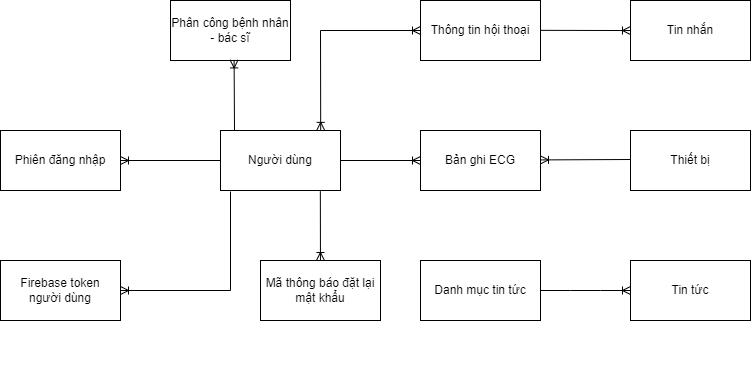 Phân công bệnh nhân
- bác sĩ
Thông tin hội thoại
Tin nhắn
Phiên đăng nhập
Người dùng
Bản ghi ECG
Thiết bị
Firebase token
người dùng
Mã thông báo đặt lại
mật khẩu
Danh mục tin tức
Tin tức